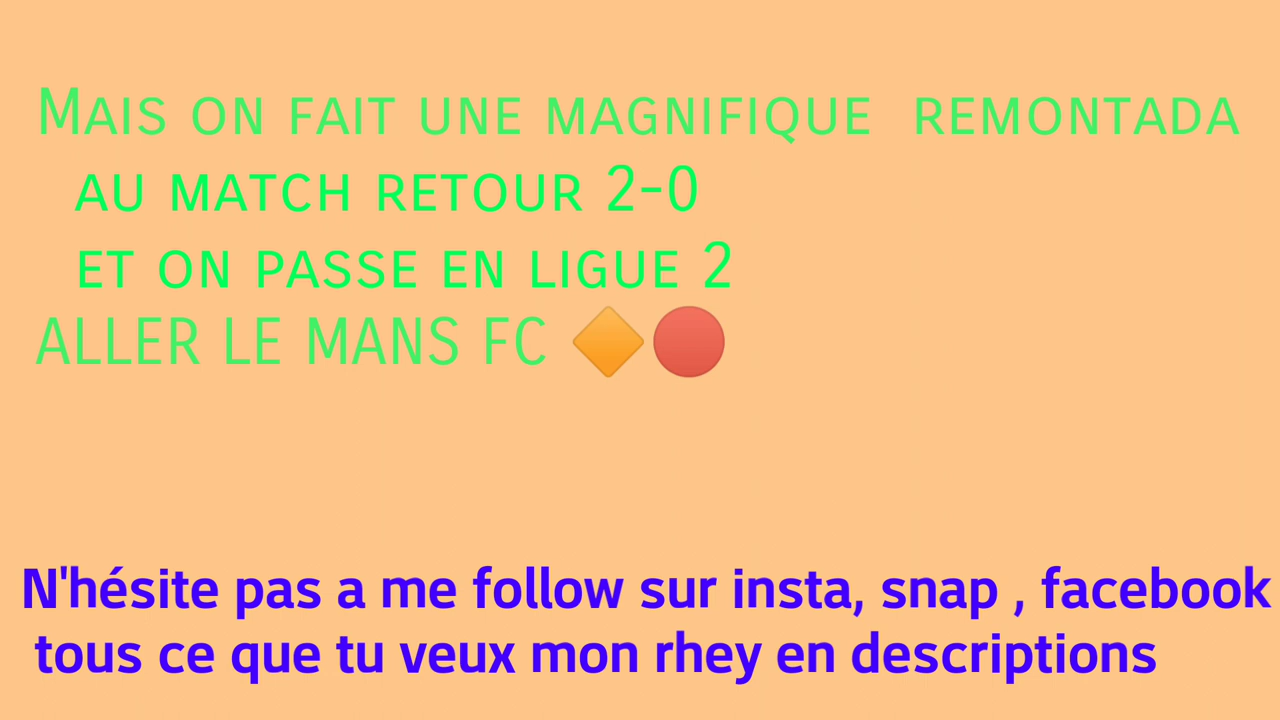 Mais on fait une magnifique remontada
au match retour 2-0
et on passe en ligue 2
ALLER LE MANS FC 🔶🔴
N'hésite pas a me follow sur insta, snap , facebook
tous ce que tu veux mon rhey en descriptions